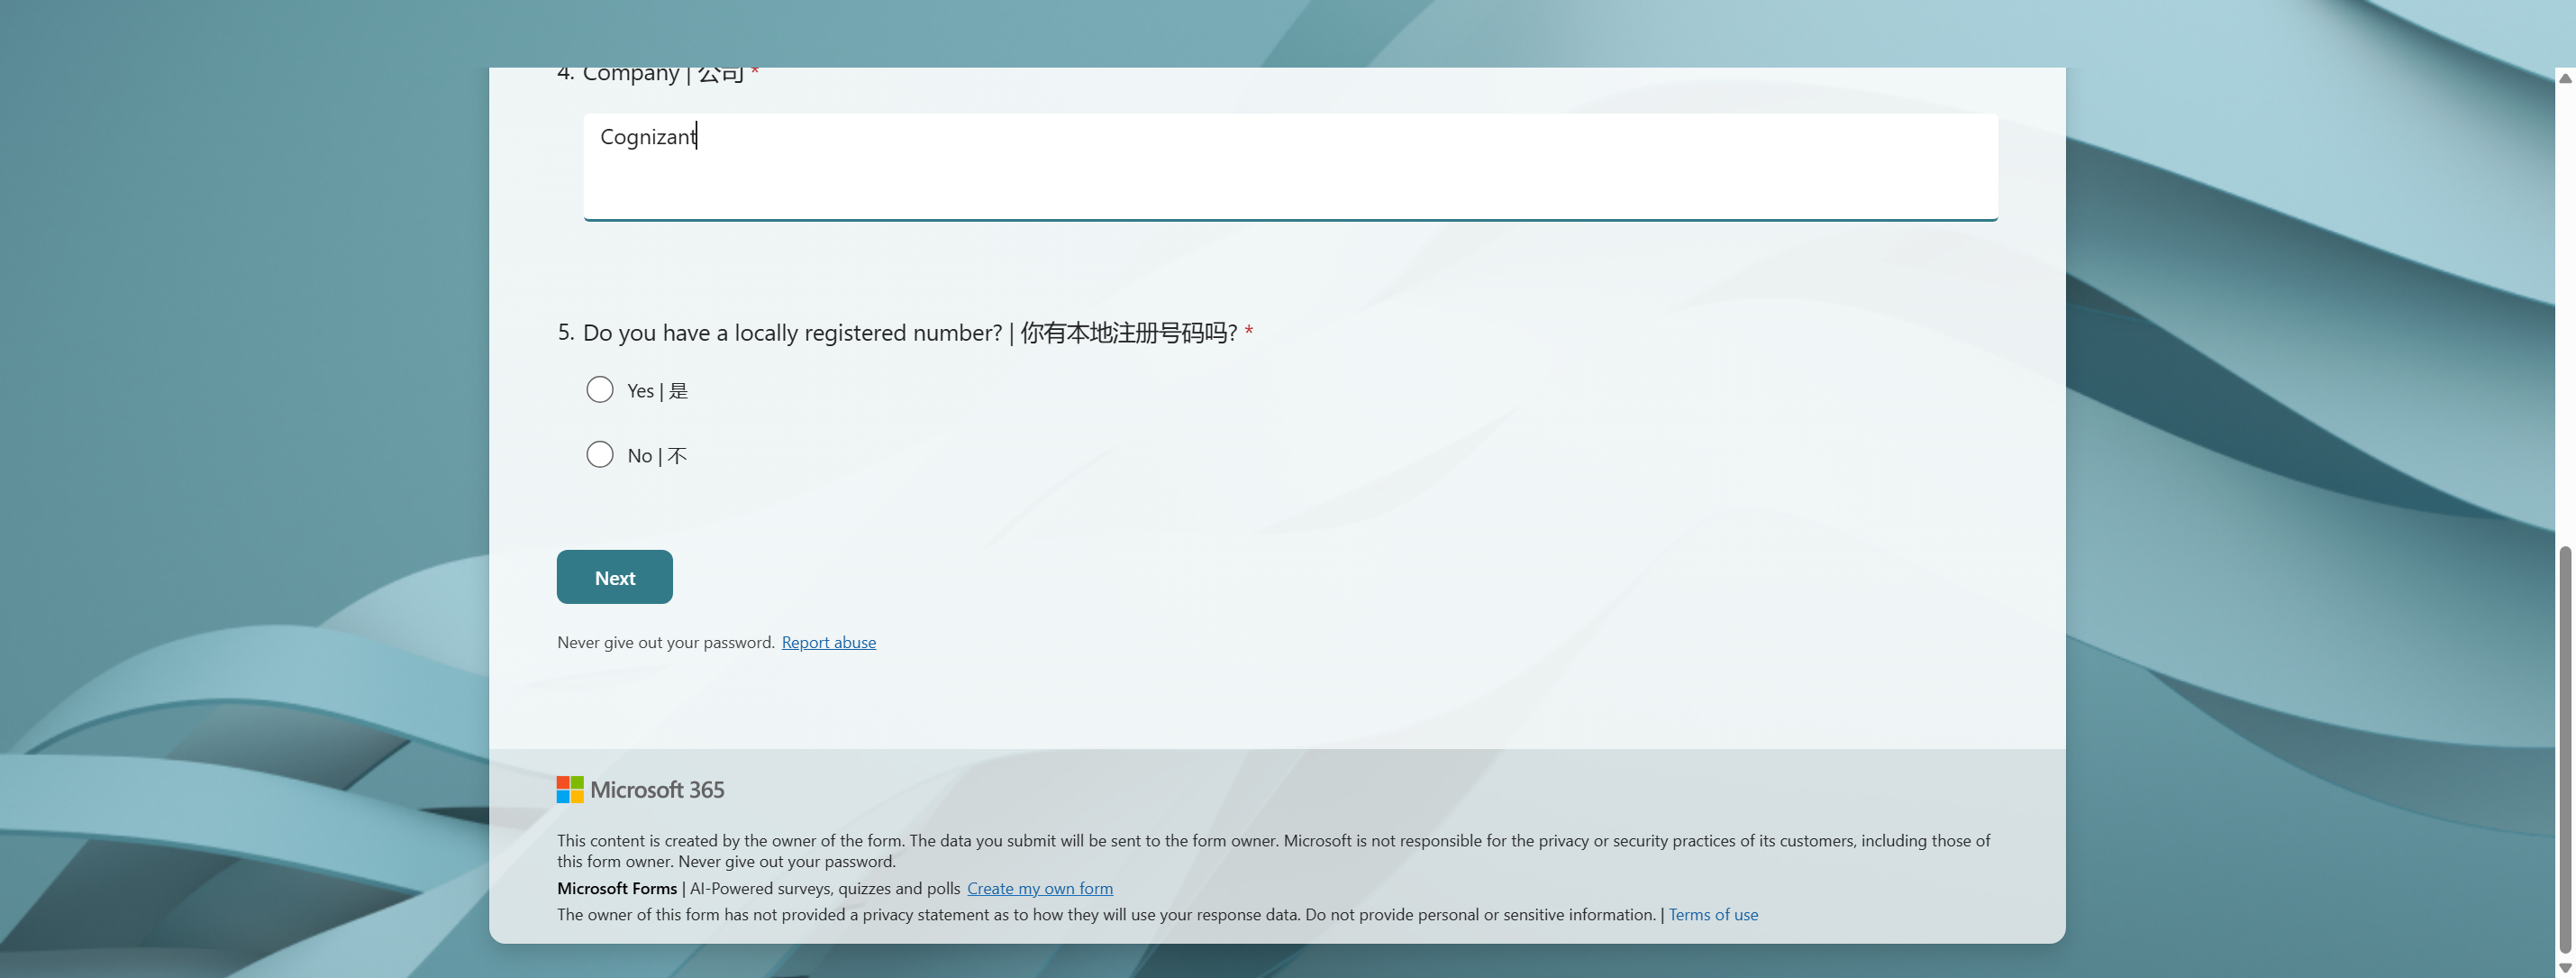 4. Company | 公司 *
Cognizant
5. Do you have a locally registered number? | 你有本地注册号码吗? *
Yes | 是
No | 不
Next
Never give out your password. Report abuse
Microsoft 365
This content is created by the owner of the form. The data you submit will be sent to the form owner. Microsoft is not responsible for the privacy or security practices of its customers, including those of
this form owner. Never give out your password.
Microsoft Forms | AI-Powered surveys, quizzes and polls Create my own form
The owner of this form has not provided a privacy statement as to how they will use your response data. Do not provide personal or sensitive information. | Terms of use